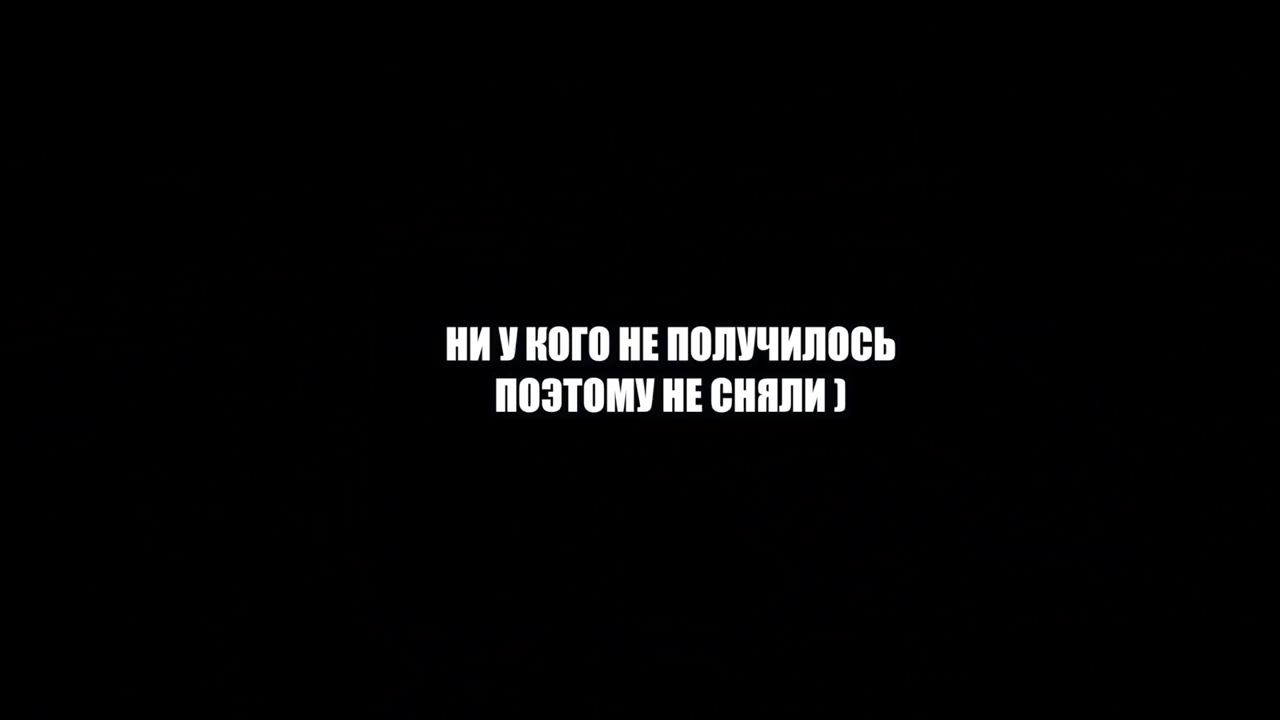 НИ У КОГО НЕ ПОЛУЧИЛОСЬ
ПОЭТОМУ НЕ СНЯЛИ )